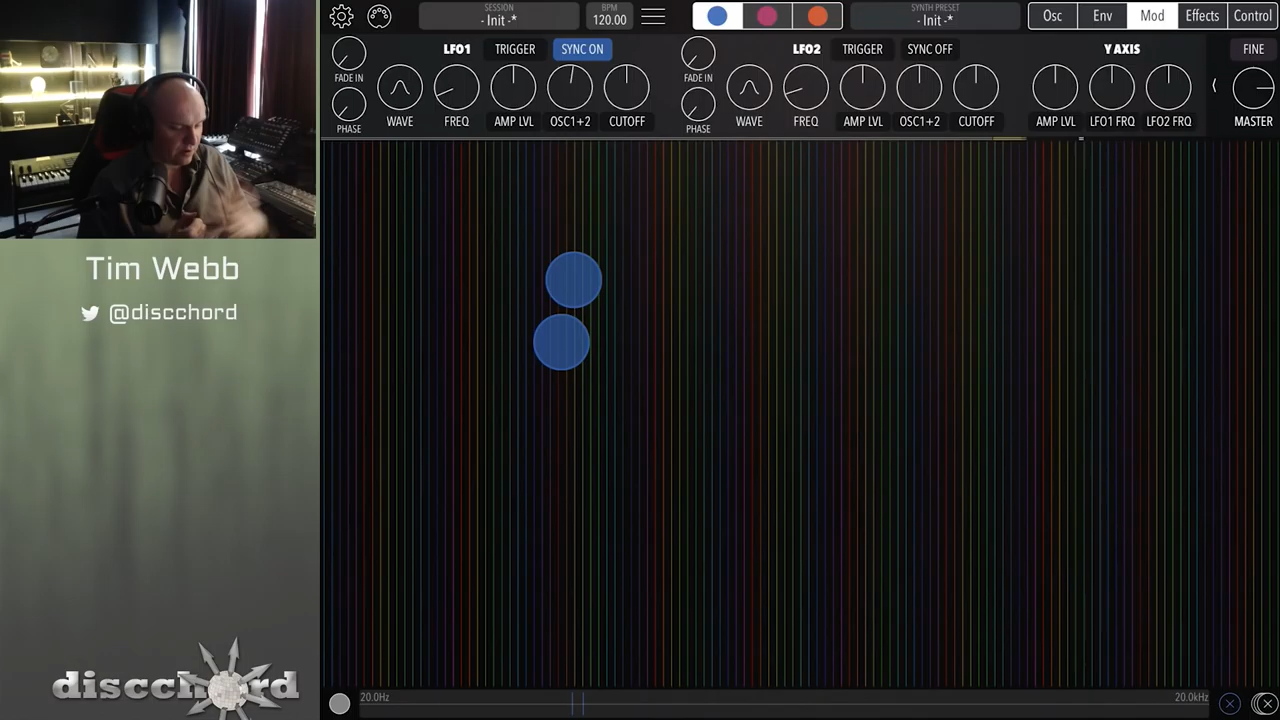 SESSION
- Init -*
BPM
120.00
SYNTH PRESET
- Init -*
Osc
Env
Mod
Effects
Control
FADE IN
PHASE
LFO1
TRIGGER
SYNC ON
WAVE
FREQ
AMP LVL
OSC1+2
CUTOFF
FADE IN
PHASE
LFO2
TRIGGER
SYNC OFF
WAVE
FREQ
AMP LVL
OSC1+2
CUTOFF
Y AXIS
AMP LVL
LFO1 FRQ
LFO2 FRQ
FINE
MASTER
Tim Webb
@discchord
discchord
20.0Hz
20.0kHz